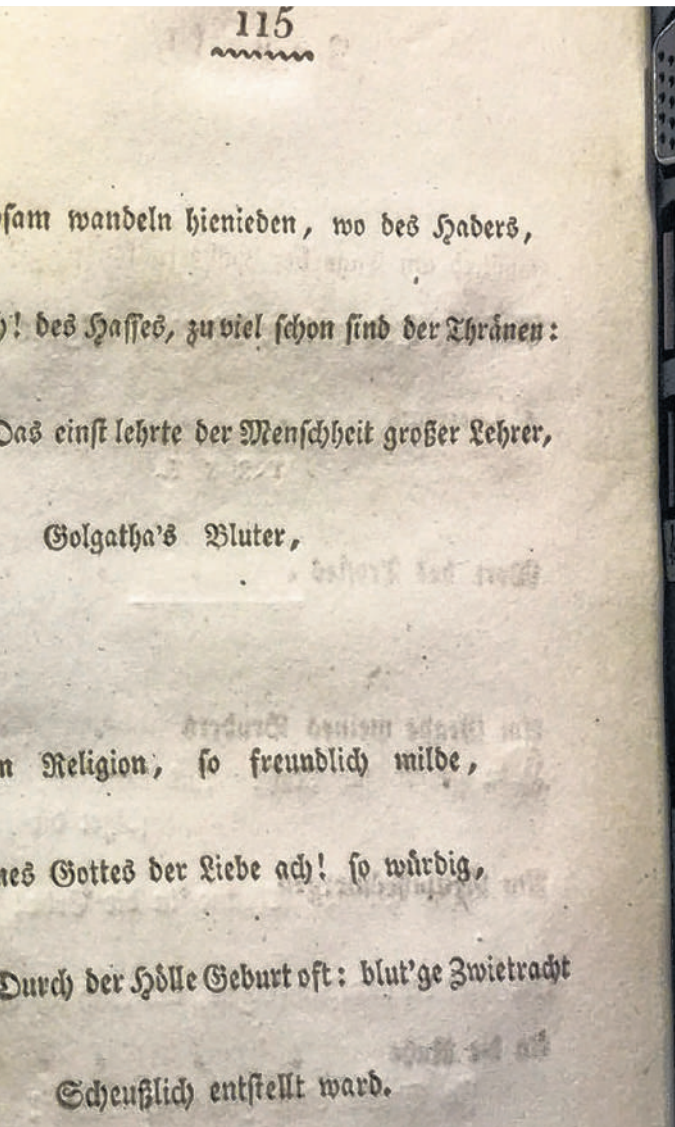 115
sam wandeln hienieden, wo des Haders,
! des Hasses, zu viel schon sind der Thränen:
Das einst lehrte der Menschheit großer Lehrer,
Golgatha's Bluter,
n Religion, so freundlich milde,
nes Gottes der Liebe ach! so würdig,
Durch der Hölle Geburt oft: blut'ge Zwietracht
Scheußlich entstellt ward.